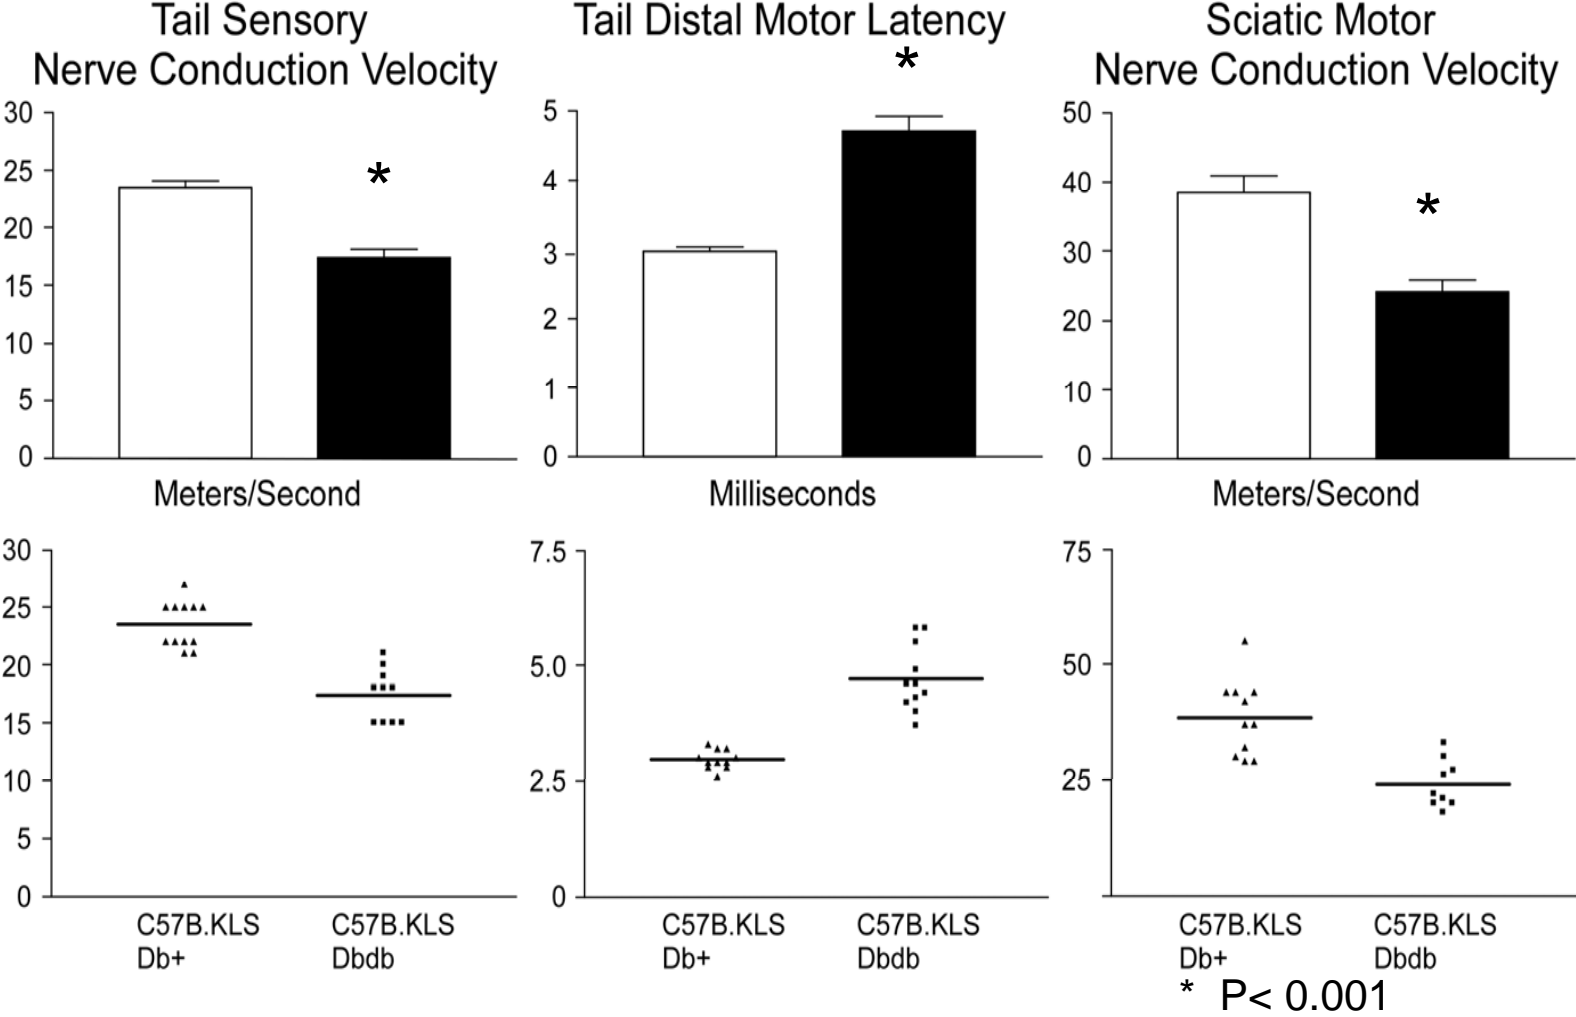 Tail Sensory
Nerve Conduction Velocity
Tail Distal Motor Latency
Sciatic Motor
Nerve Conduction Velocity
*
*
*
30
25
20
15
10
5
0
5
4
3
2
1
0
50
40
30
20
10
0
Meters/Second
Milliseconds
Meters/Second
30
25
20
15
10
5
0
7.5
5.0
2.5
0
75
50
25
C57B.KLS
Db+
C57B.KLS
Dbdb
C57B.KLS
Db+
C57B.KLS
Dbdb
C57B.KLS
Db+
C57B.KLS
Dbdb
* P< 0.001